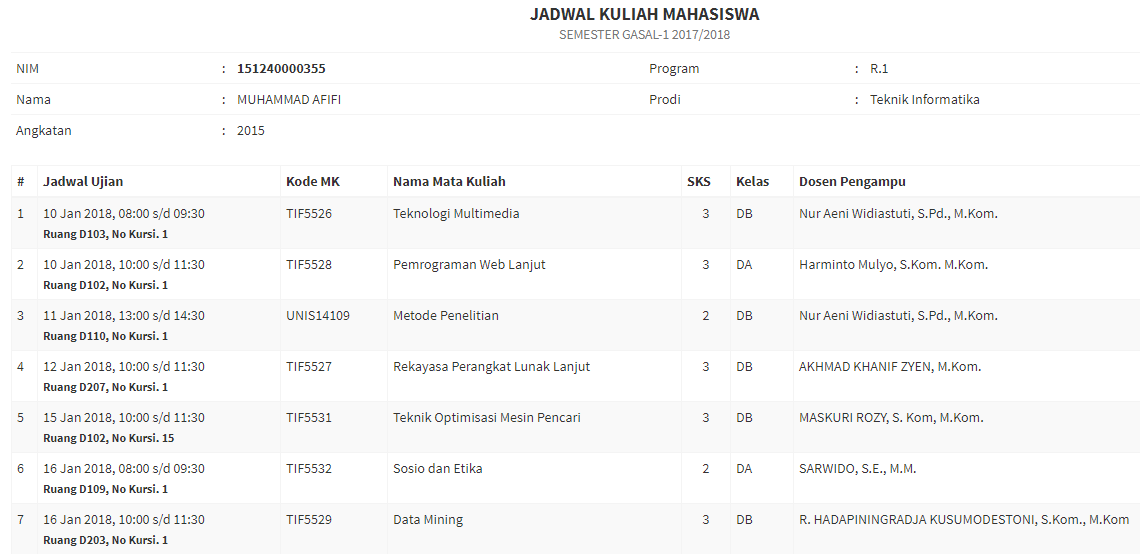 JADWAL KULIAH MAHASISWA
SEMESTER GASAL-1 2017/2018
NIM : 151240000355 Program : R.1
Nama : MUHAMMAD AFIFI Prodi : Teknik Informatika
Angkatan : 2015
# Jadwal Ujian Kode MK Nama Mata Kuliah SKS Kelas Dosen Pengampu
1 10 Jan 2018, 08:00 s/d 09:30 TIF5526 Teknologi Multimedia 3 DB Nur Aeni Widiastuti, S.Pd., M.Kom.
Ruang D103, No Kursi. 1
2 10 Jan 2018, 10:00 s/d 11:30 TIF5528 Pemrograman Web Lanjut 3 DA Harminto Mulyo, S.Kom. M.Kom.
Ruang D102, No Kursi. 1
3 11 Jan 2018, 13:00 s/d 14:30 UNIS14109 Metode Penelitian 2 DB Nur Aeni Widiastuti, S.Pd., M.Kom.
Ruang D110, No Kursi. 1
4 12 Jan 2018, 10:00 s/d 11:30 TIF5527 Rekayasa Perangkat Lunak Lanjut 3 DB AKHMAD KHANIF ZYEN, M.Kom.
Ruang D207, No Kursi. 1
5 15 Jan 2018, 10:00 s/d 11:30 TIF5531 Teknik Optimisasi Mesin Pencari 3 DB MASKURI ROZY, S. Kom, M.Kom.
Ruang D102, No Kursi. 15
6 16 Jan 2018, 08:00 s/d 09:30 TIF5532 Sosio dan Etika 2 DA SARWIDO, S.E., M.M.
Ruang D109, No Kursi. 1
7 16 Jan 2018, 10:00 s/d 11:30 TIF5529 Data Mining 3 DB R. HADAPININGRADJA KUSUMODESTONI, S.Kom., M.Kom
Ruang D203, No Kursi. 1